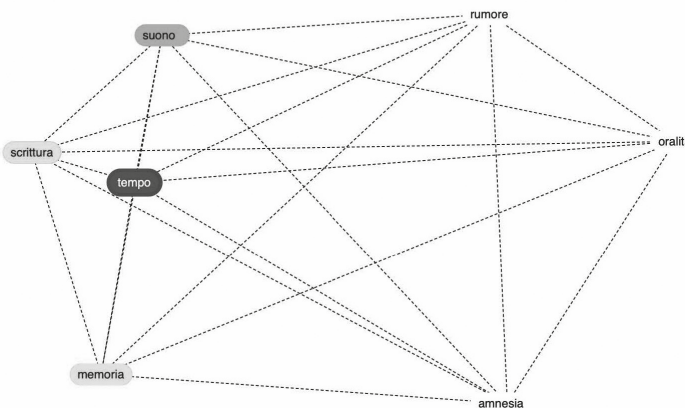 rumore
suono
oralit
scrittura
tempo
memoria
amnesia